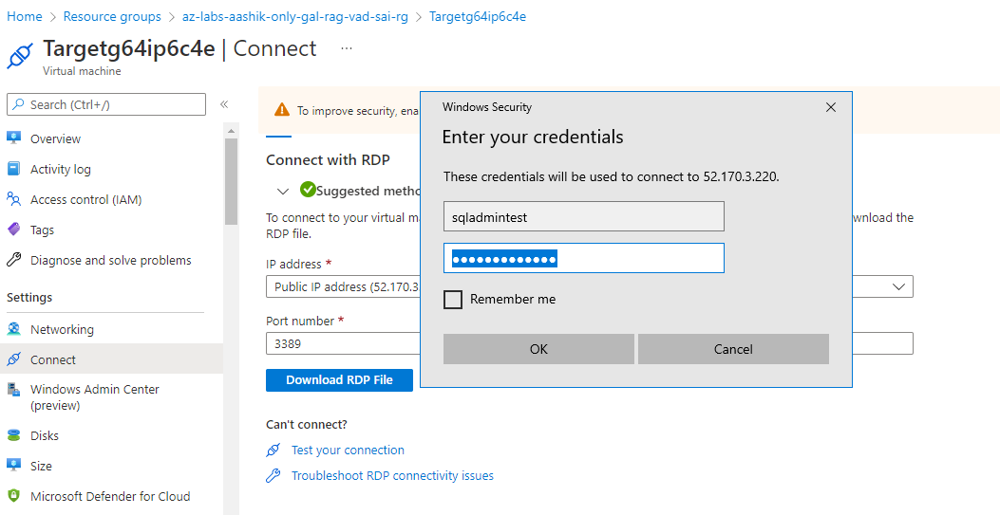 Home > Resource groups > az-labs-aashik-only-gal-rag-vad-sai-rg > Targetg64ip6c4e
Targetg64ip6c4e | Connect ...
Virtual machine
Search (Ctrl+/)
«
Overview
Activity log
Access control (IAM)
Tags
Diagnose and solve problems
Settings
Networking
Connect
Windows Admin Center
(preview)
Disks
Size
Microsoft Defender for Cloud
To improve security, ena
Connect with RDP
Suggested metho
To connect to your virtual ma
wnload the
RDP file.
IP address *
Public IP address (52.170.3
Port number *
3389
Download RDP File
Can't connect?
Test your connection
Troubleshoot RDP connectivity issues
Windows Security
Enter your credentials
These credentials will be used to connect to 52.170.3.220.
sqladmintest
●●●●●●●●●●●●●
Remember me
OK
Cancel